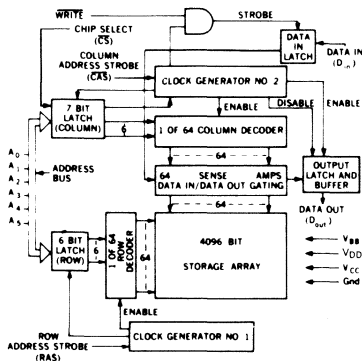 WRITE
STROBE
CHIP SELECT
(CS)
DATA
IN
LATCH
DATA IN
(Din)
COLUMN
ADDRESS STROBE
(CAS)
CLOCK GENERATOR NO 2
ENABLE
DISABLE
ENABLE
7 BIT
LATCH
(COLUMN)
6
1 OF 64 COLUMN DECODER
64
A0
A1
A2
A3
A4
A5
ADDRESS
BUS
64 SENSE AMPS
DATA IN/DATA OUT GATING
OUTPUT
LATCH AND
BUFFER
64
DATA OUT
(Dout)
6 BIT
LATCH
(ROW)
6
1 OF 64
ROW
DECODER
64
4096 BIT
STORAGE ARRAY
VBB
VDD
VCC
Gnd
ENABLE
ROW
ADDRESS STROBE
(RAS)
CLOCK GENERATOR NO 1